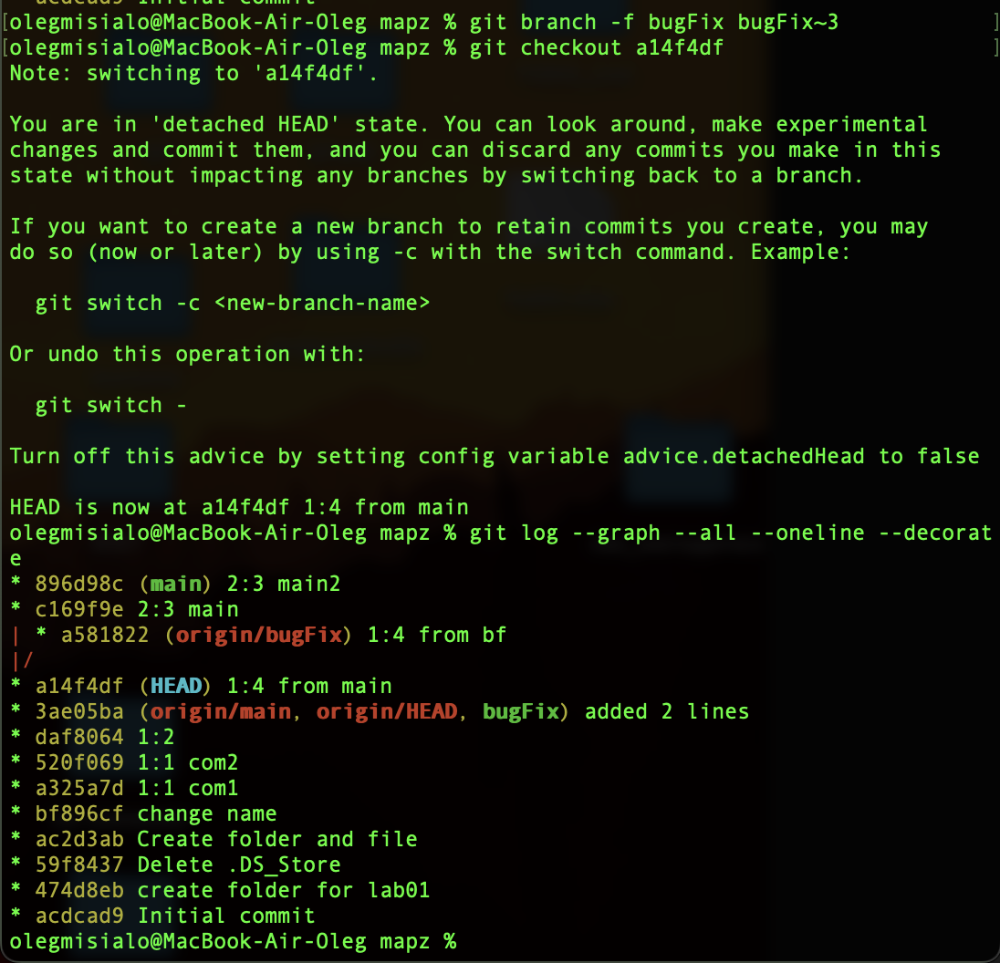 acdcad9 Initial commit
[olegmisialo@MacBook-Air-Oleg mapz % git branch -f bugFix bugFix~3 ]
[olegmisialo@MacBook-Air-Oleg mapz % git checkout a14f4df ]
Note: switching to 'a14f4df'.
You are in 'detached HEAD' state. You can look around, make experimental
changes and commit them, and you can discard any commits you make in this
state without impacting any branches by switching back to a branch.
If you want to create a new branch to retain commits you create, you may
do so (now or later) by using -c with the switch command. Example:
git switch -c <new-branch-name>
Or undo this operation with:
git switch -
Turn off this advice by setting config variable advice.detachedHead to false
HEAD is now at a14f4df 1:4 from main
olegmisialo@MacBook-Air-Oleg mapz % git log --graph --all --oneline --decorat
e
* 896d98c (main) 2:3 main2
* c169f9e 2:3 main
| * a581822 (origin/bugFix) 1:4 from bf
|/
* a14f4df (HEAD) 1:4 from main
* 3ae05ba (origin/main, origin/HEAD, bugFix) added 2 lines
* daf8064 1:2
* 520f069 1:1 com2
* a325a7d 1:1 com1
* bf896cf change name
* ac2d3ab Create folder and file
* 59f8437 Delete .DS_Store
* 474d8eb create folder for lab01
* acdcad9 Initial commit
olegmisialo@MacBook-Air-Oleg mapz %